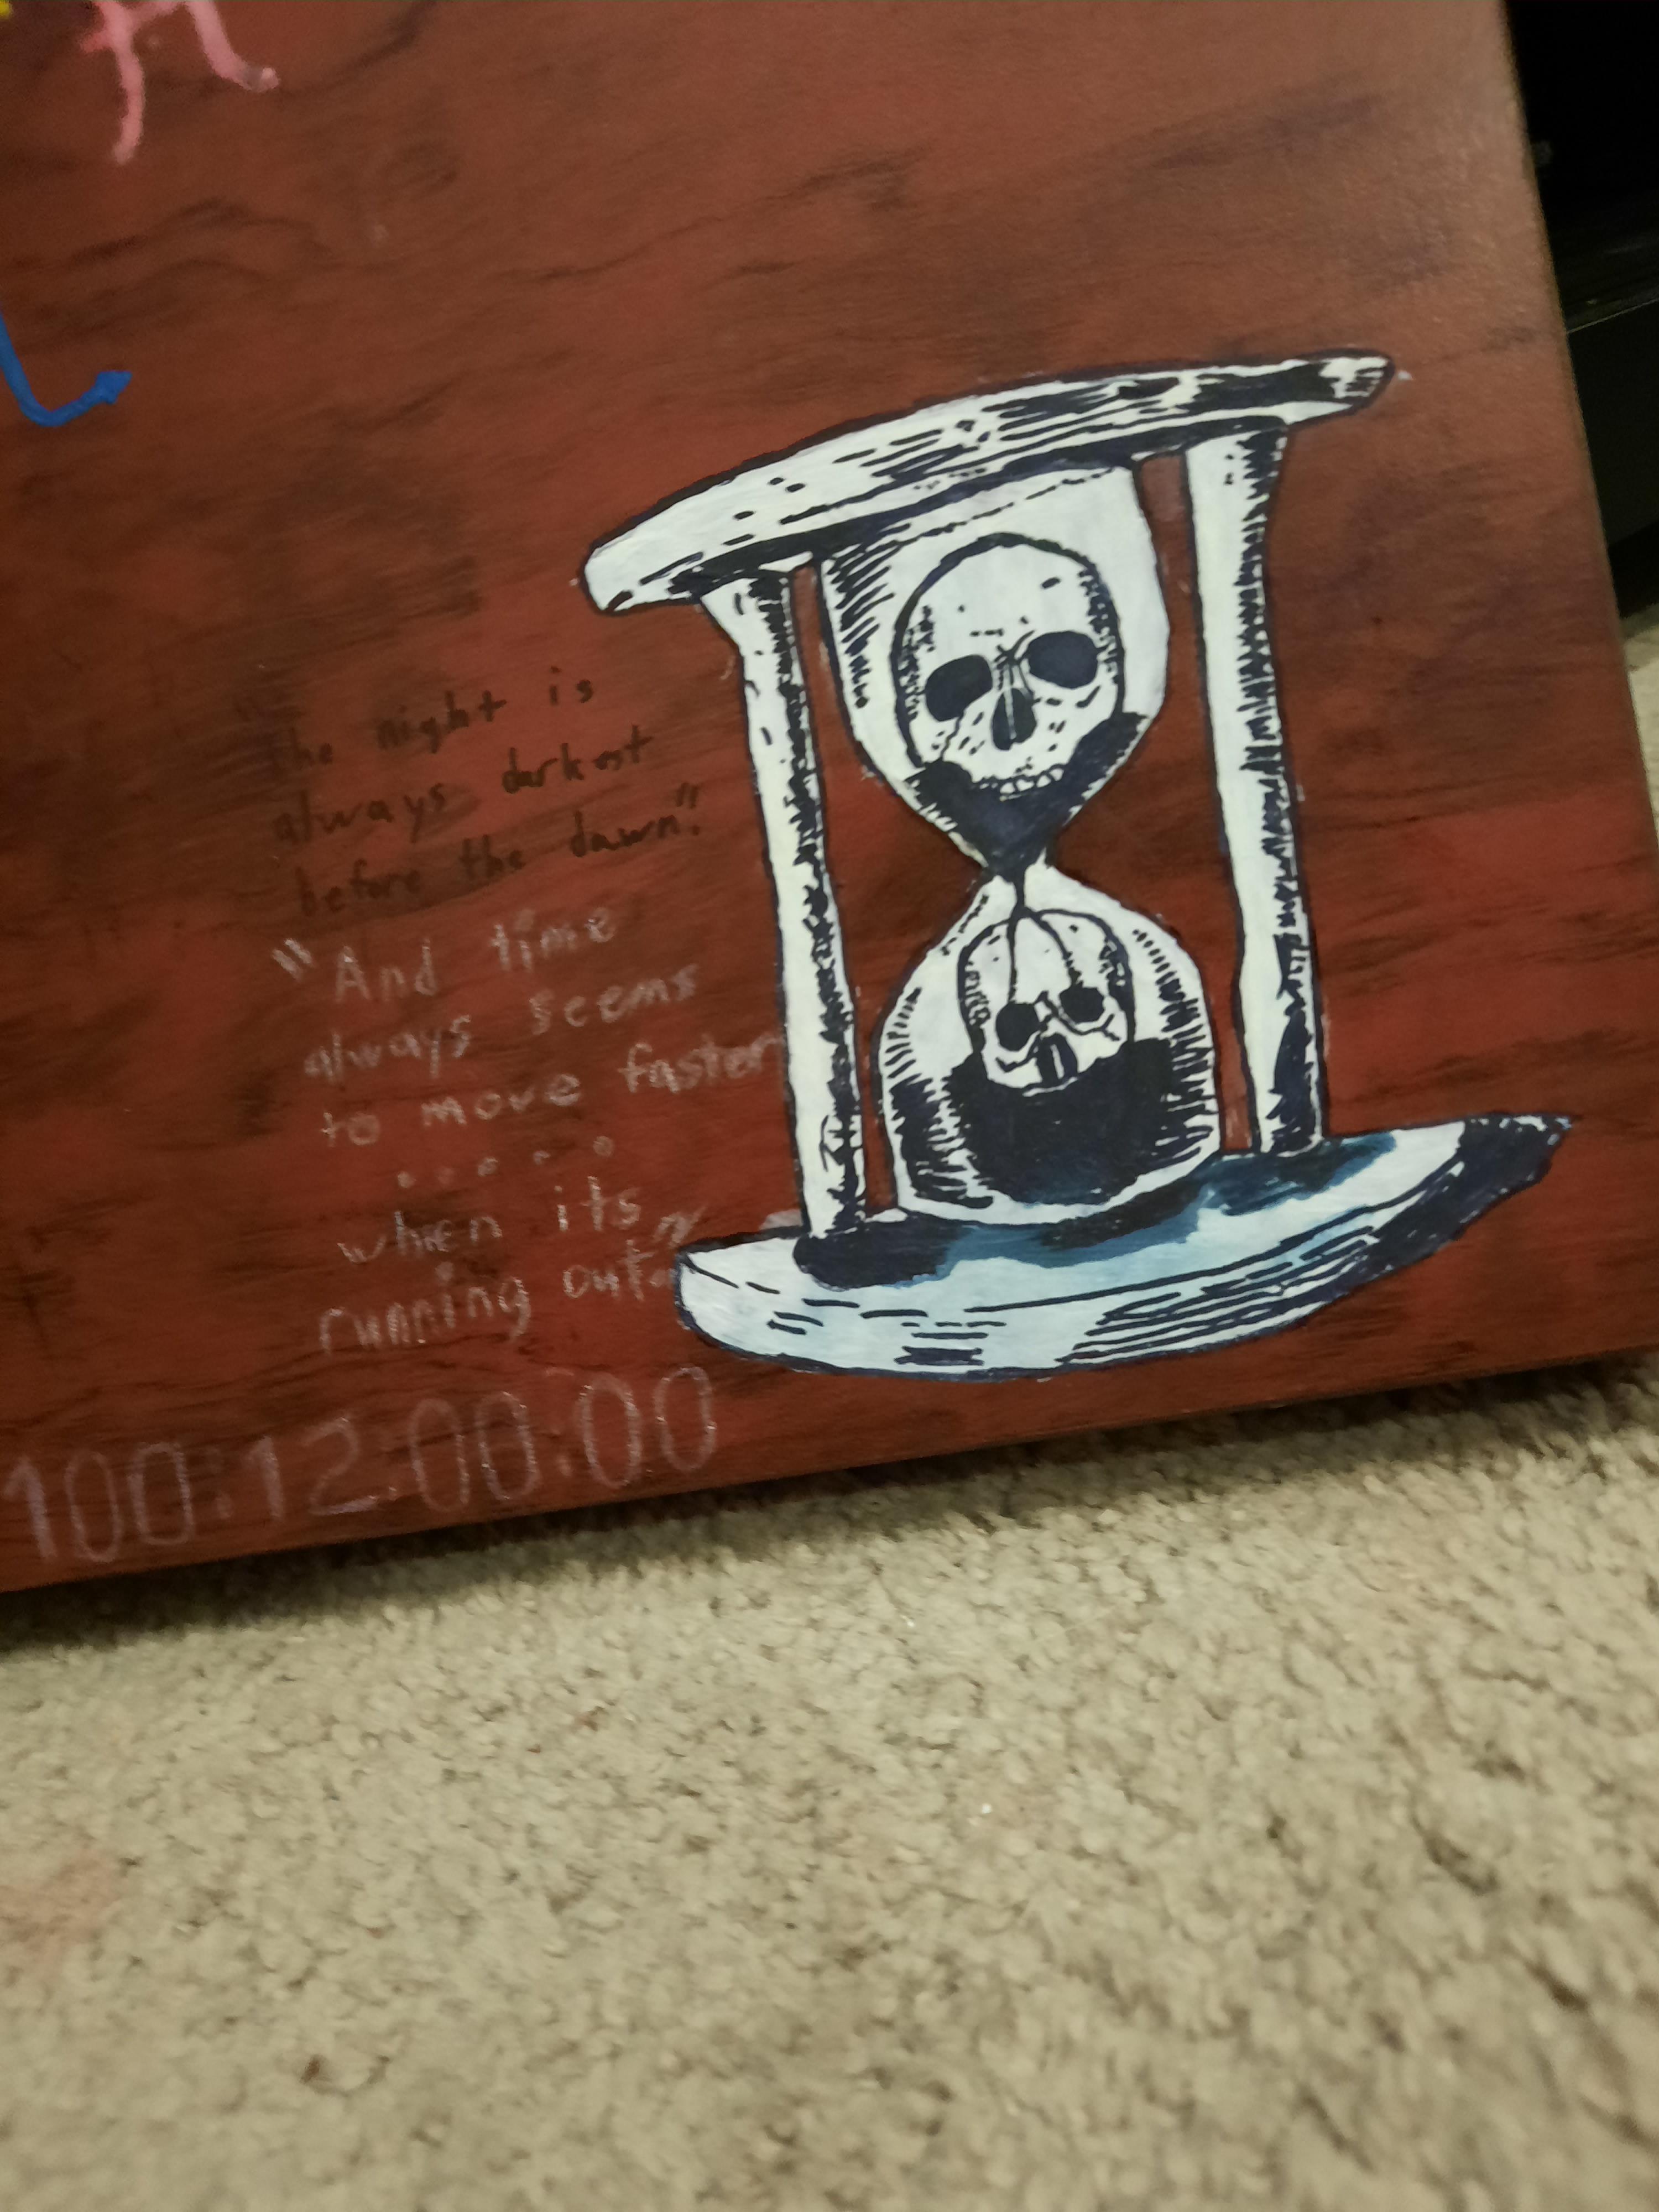 "The night is
always darkest
before the dawn."
"And time
always seems
to move faster
.....
when its
running out."
100:12:00:00